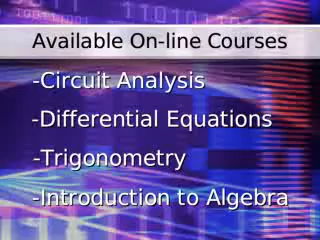 Available On-line Courses
-Circuit Analysis
-Differential Equations
-Trigonometry
-Introduction to Algebra